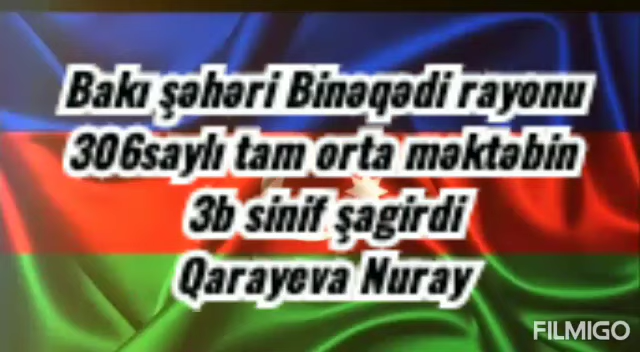 Bakı şəhəri Binəqədi rayonu
306saylı tam orta məktəbin
3b sinif şagirdi
Qarayeva Nuray
FILMIGO